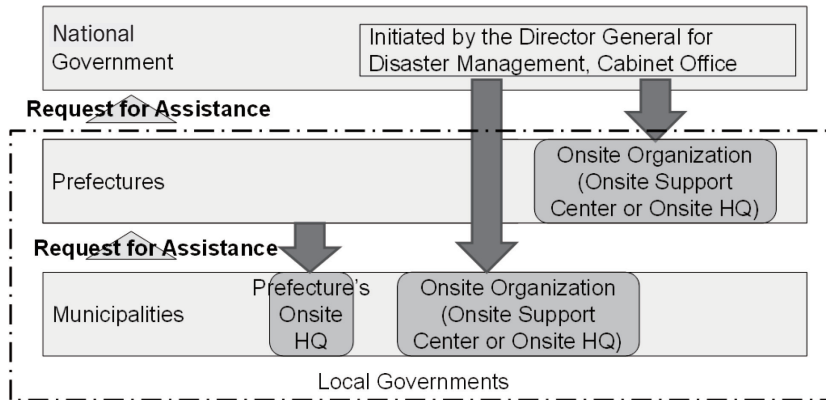 National
Government
Initiated by the Director General for
Disaster Management, Cabinet Office
Request for Assistance
Prefectures
Onsite Organization
(Onsite Support
Center or Onsite HQ)
Request for Assistance
Municipalities
Prefecture's
Onsite
HQ
Onsite Organization
(Onsite Support
Center or Onsite HQ)
Local Governments